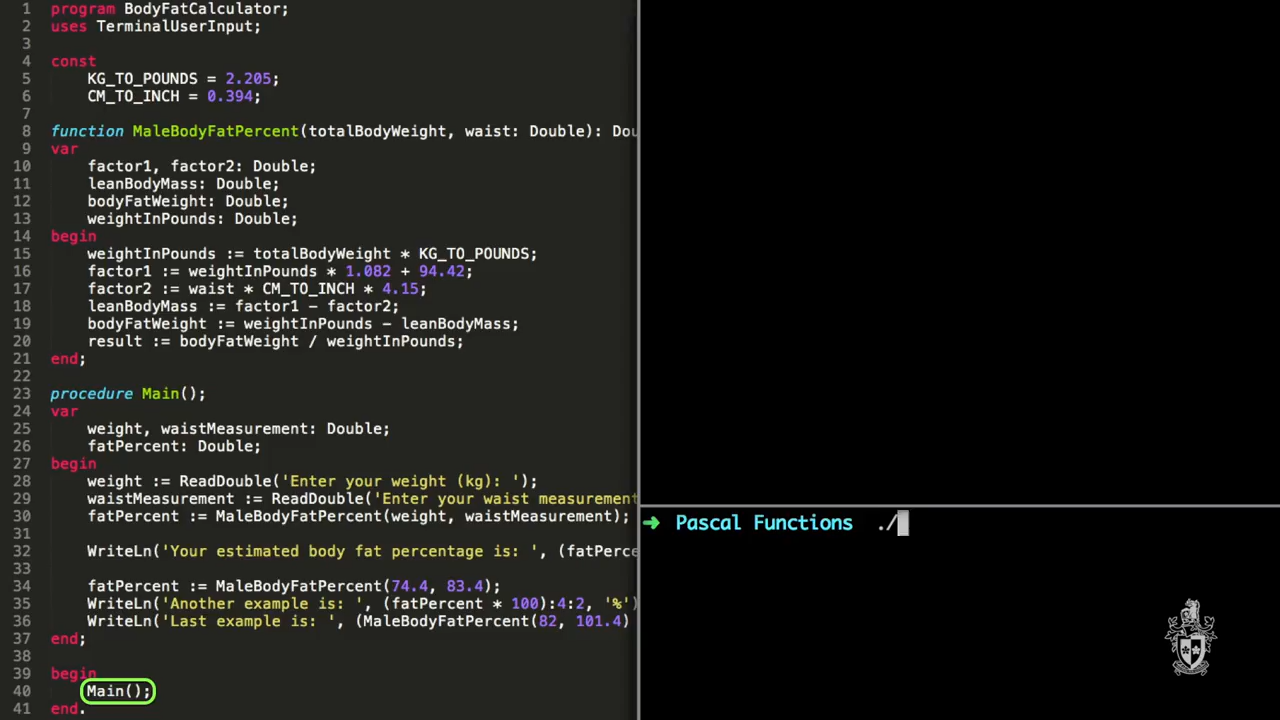 1 program BodyFatCalculator;
2 uses TerminalUserInput;
3
4 const
5 KG_TO_POUNDS = 2.205;
6 CM_TO_INCH = 0.394;
7
8 function MaleBodyFatPercent(totalBodyWeight, waist: Double): Dou
9 var
10 factor1, factor2: Double;
11 leanBodyMass: Double;
12 bodyFatWeight: Double;
13 weightInPounds: Double;
14 begin
15 weightInPounds := totalBodyWeight * KG_TO_POUNDS;
16 factor1 := weightInPounds * 1.082 + 94.42;
17 factor2 := waist * CM_TO_INCH * 4.15;
18 leanBodyMass := factor1 - factor2;
19 bodyFatWeight := weightInPounds - leanBodyMass;
20 result := bodyFatWeight / weightInPounds;
21 end;
22
23 procedure Main();
24 var
25 weight, waistMeasurement: Double;
26 fatPercent: Double;
27 begin
28 weight := ReadDouble('Enter your weight (kg): ');
29 waistMeasurement := ReadDouble('Enter your waist measurement
30 fatPercent := MaleBodyFatPercent(weight, waistMeasurement);
31
32 WriteLn('Your estimated body fat percentage is: ', (fatPerce
33
34 fatPercent := MaleBodyFatPercent(74.4, 83.4);
35 WriteLn('Another example is: ', (fatPercent * 100):4:2, '%')
36 WriteLn('Last example is: ', (MaleBodyFatPercent(82, 101.4)
37 end;
38
39 begin
40 Main();
41 end.
➜ Pascal Functions ./